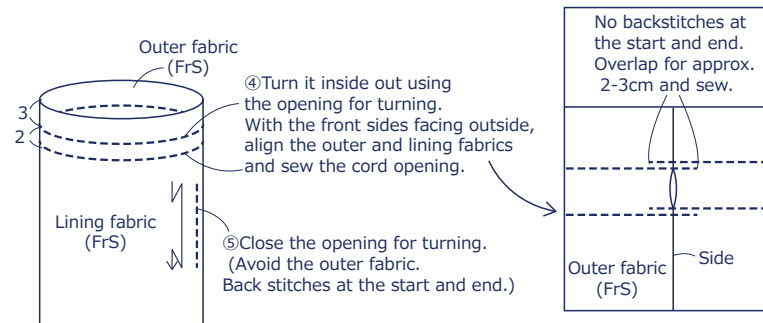 Outer fabric
(FrS)
3
2
④Turn it inside out using
the opening for turning.
With the front sides facing outside,
align the outer and lining fabrics
and sew the cord opening.
Lining fabric
(FrS)
⑤Close the opening for turning.
(Avoid the outer fabric.
Back stitches at the start and end.)
No backstitches at
the start and end.
Overlap for approx.
2-3cm and sew.
Outer fabric
(FrS)
Side